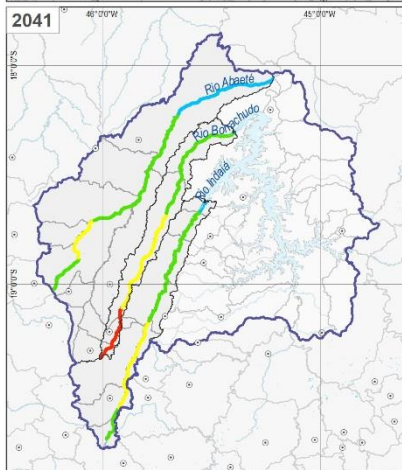 2041
46°0'0"W
45°0'0"W
18°0'0"S
Rio Abaeté
Rio Borrachudo
Rio Indaiá
19°0'0"S